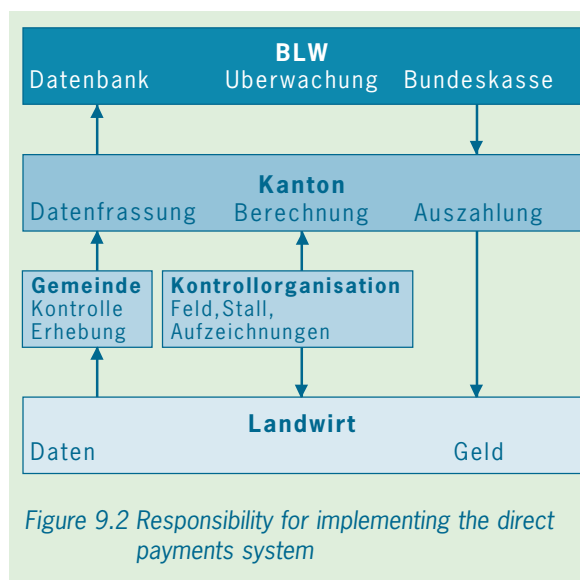 BLW
Datenbank Uberwachung Bundeskasse
Kanton
Datenfrassung Berechnung Auszahlung
Gemeinde
Kontrolle
Erhebung
Kontrollorganisation
Feld,Stall,
Aufzeichnungen
Landwirt
Daten Geld
Figure 9.2 Responsibility for implementing the direct
payments system